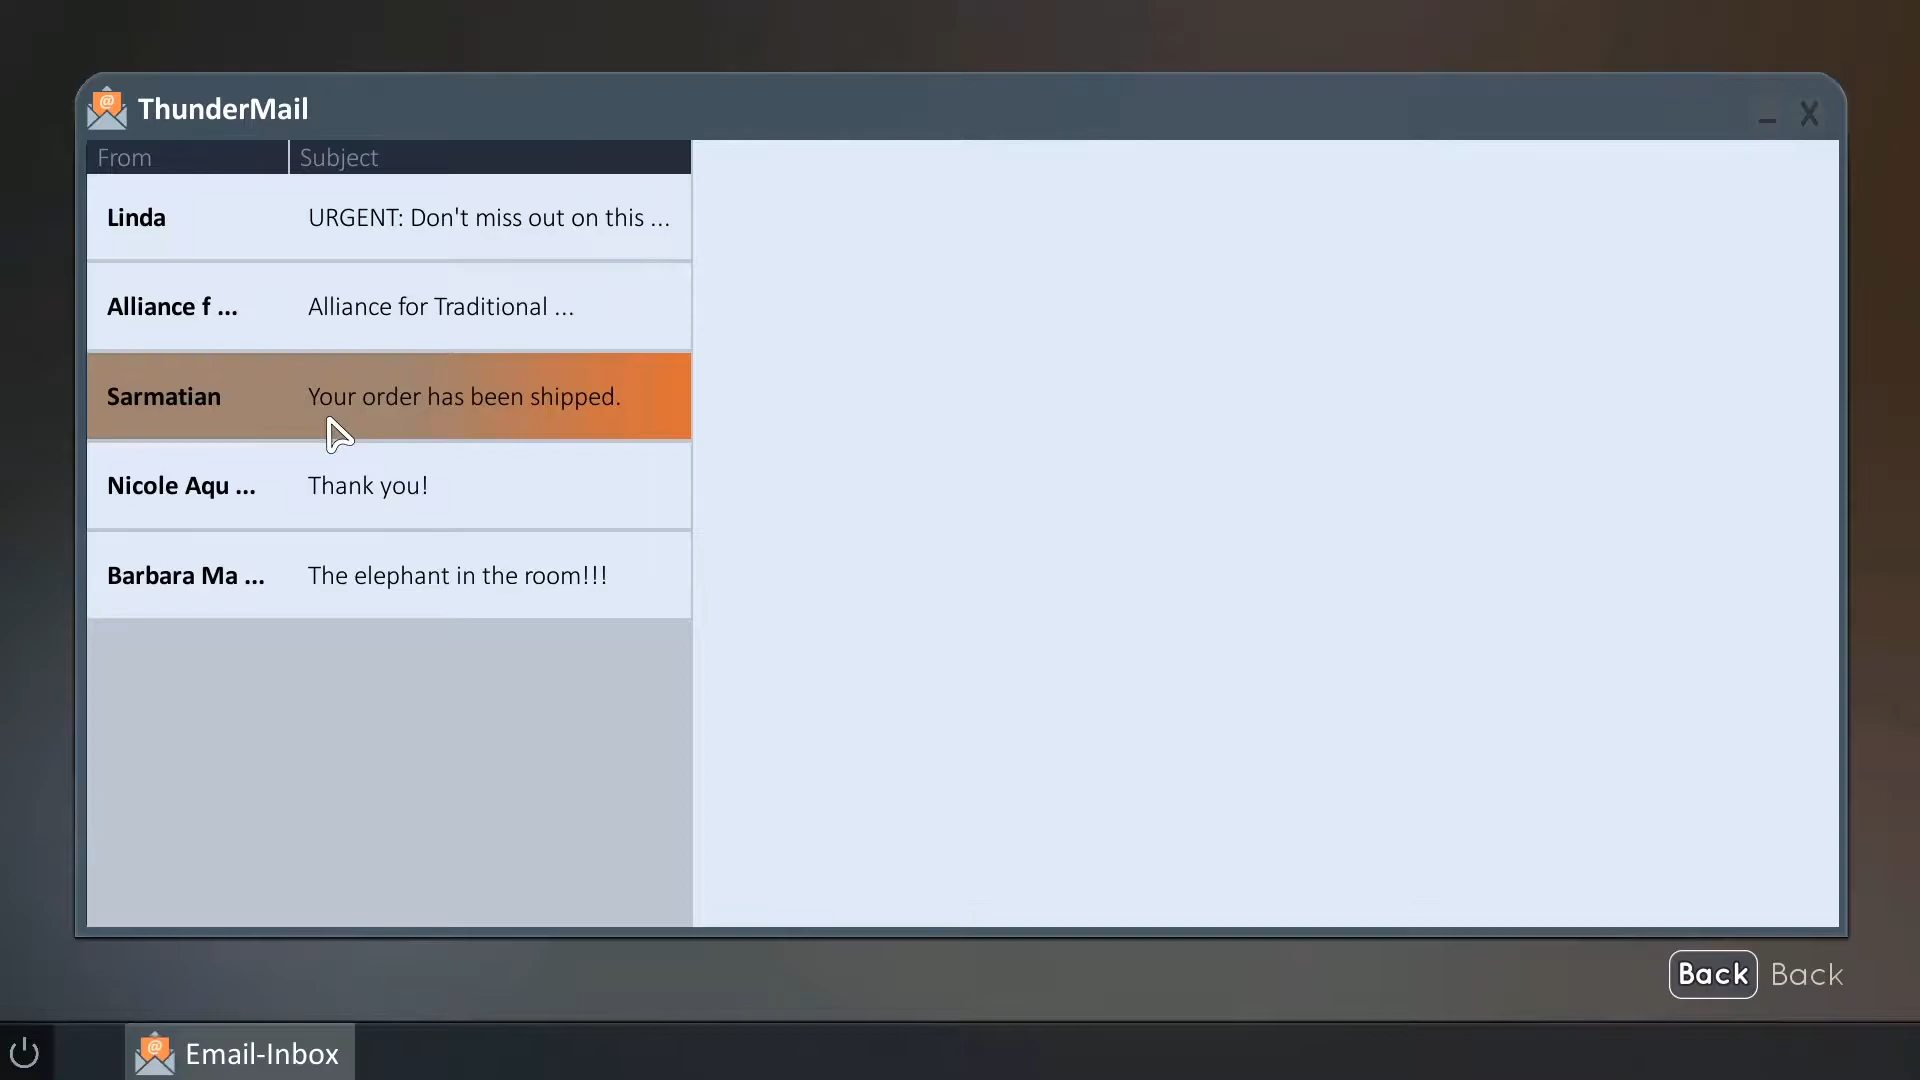 ThunderMail
From Subject
Linda URGENT: Don't miss out on this ...
Alliance f ... Alliance for Traditional ...
Sarmatian Your order has been shipped.
Nicole Aqu ... Thank you!
Barbara Ma ... The elephant in the room!!!
Back Back
Email-Inbox